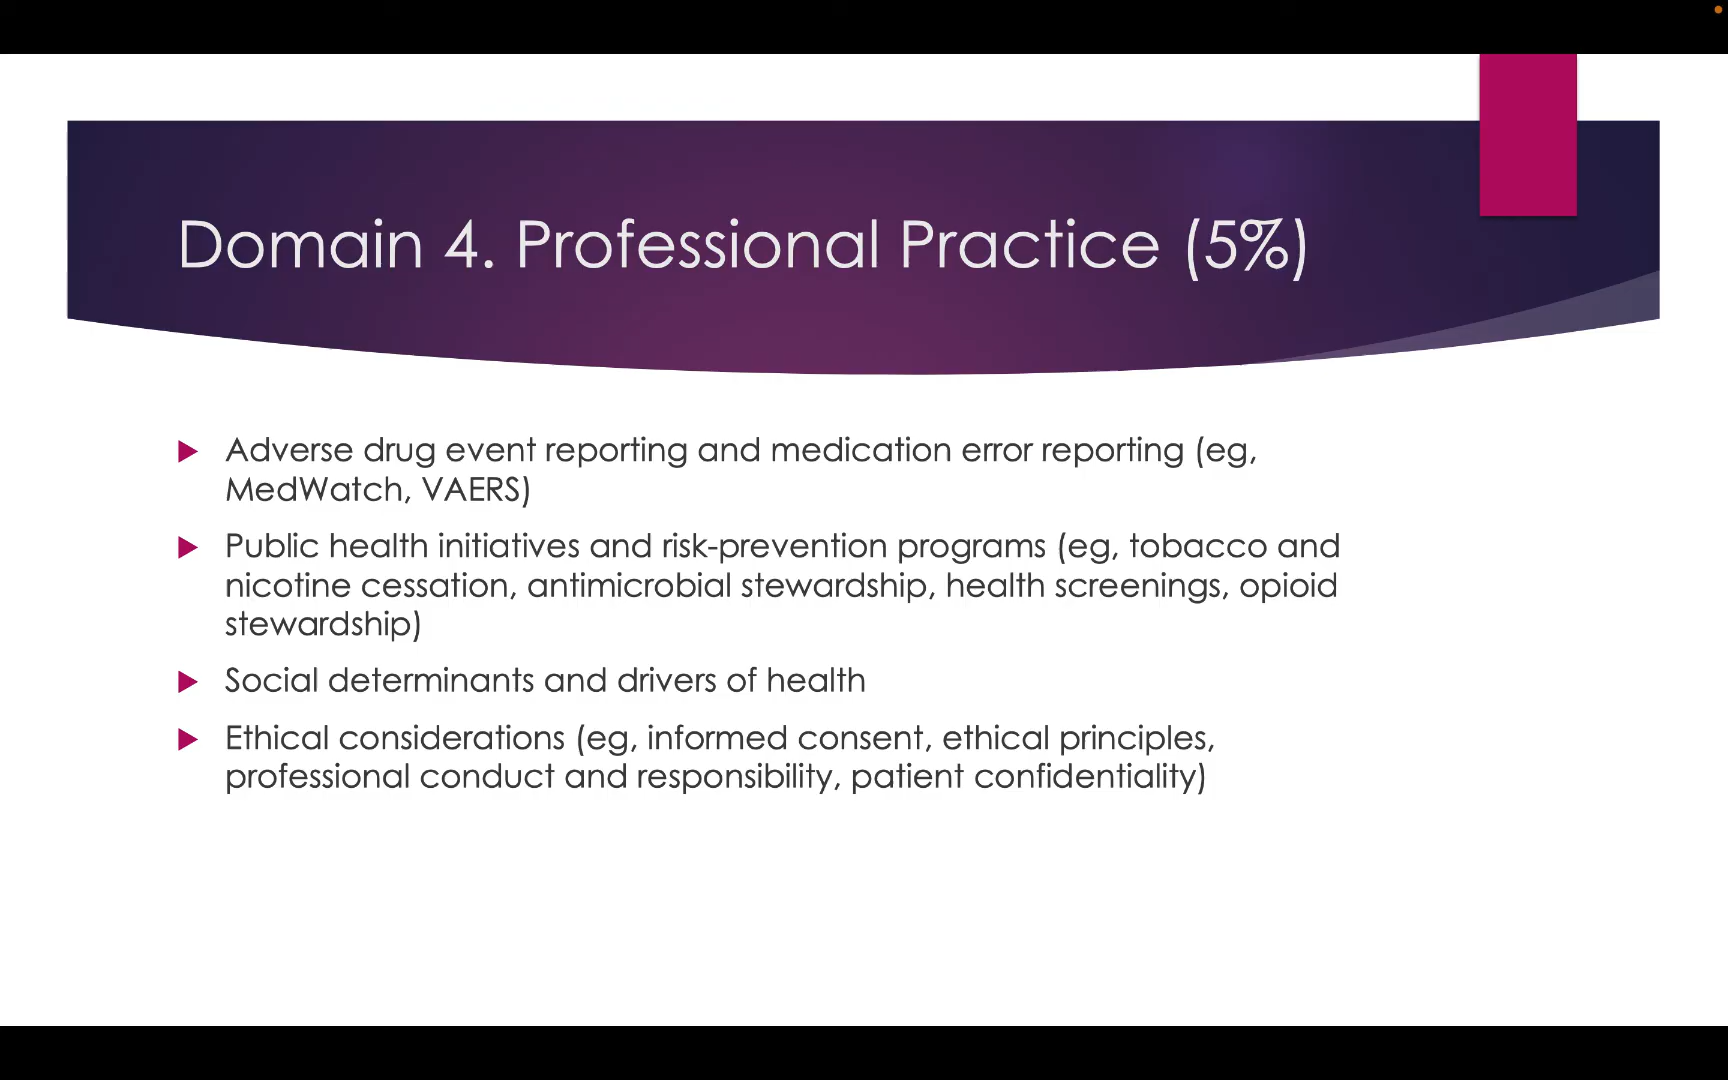 Domain 4. Professional Practice (5%)
Adverse drug event reporting and medication error reporting (eg,
MedWatch, VAERS)
Public health initiatives and risk-prevention programs (eg, tobacco and
nicotine cessation, antimicrobial stewardship, health screenings, opioid
stewardship)
Social determinants and drivers of health
Ethical considerations (eg, informed consent, ethical principles,
professional conduct and responsibility, patient confidentiality)